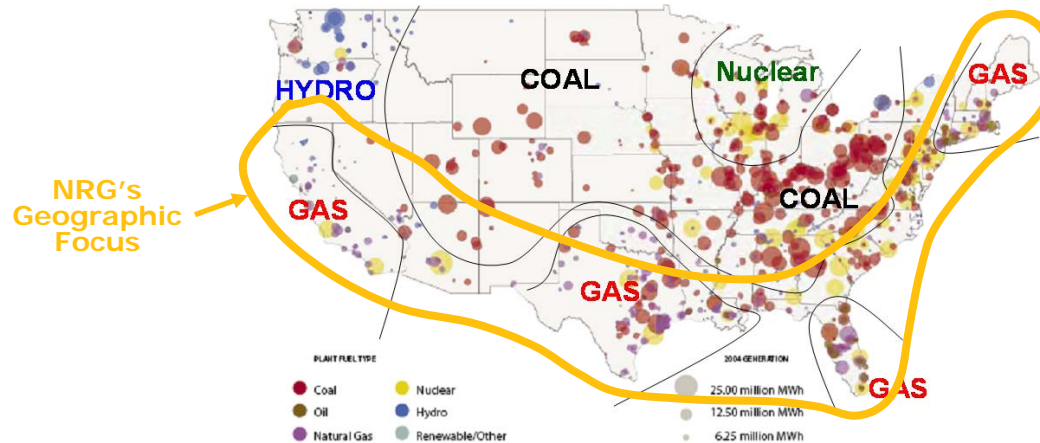 Nuclear
GAS
COAL
HYDRO
NRG's
Geographic
Focus
GAS
COAL
GAS
PLANT FUEL TYPE
2004 GENERATION
Coal
Nuclear
25.00 million MWh
GAS
Oil
Hydro
12.50 million MWh
Natural Gas
Renewable/Other
6.25 million MWh